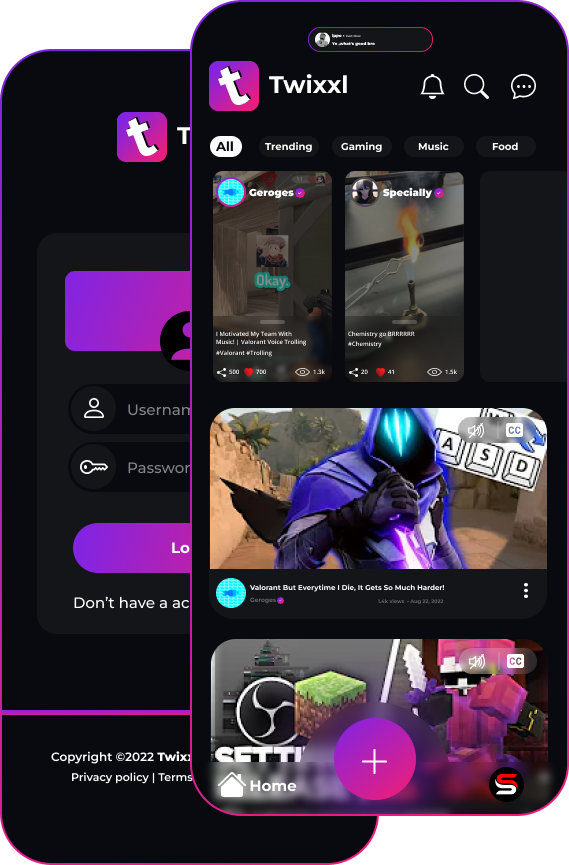 Ippo
Yo ,what's good bro
t Twixxl
All Trending Gaming Music Food
Geroges
Specially
Okay.
I Motivated My Team With
Music! | Valorant Voice Trolling
#Valorant #Trolling
500 700 1.3k
Chemistry go BRRRRRR
#Chemistry
20 41 1.5k
CC
W
A S D
Valorant But Everytime I Die, It Gets So Much Harder!
Geroges
1.4k views • Aug 22, 2022
CC
SETTI
Home
S
t T
Usernam
Passwor
Lo
Don't have a ac
Copyright ©2022 Twix
Privacy policy | Terms